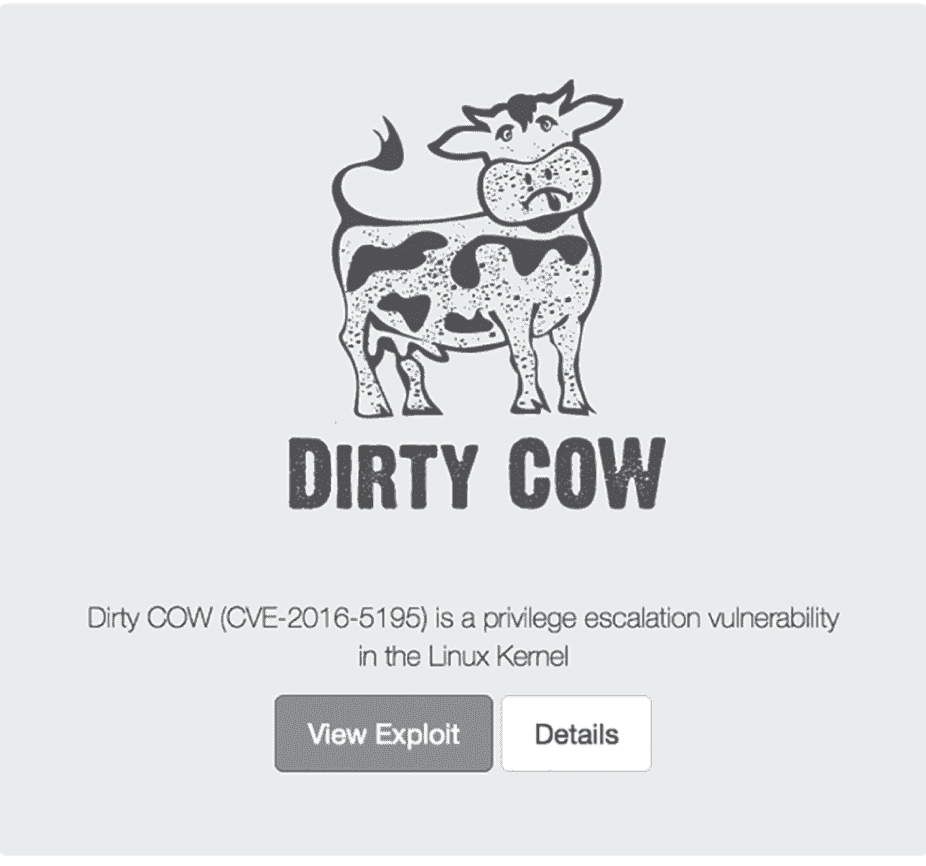 DIRTY COW
Dirty COW (CVE-2016-5195) is a privilege escalation vulnerability
in the Linux Kernel
View Exploit
Details